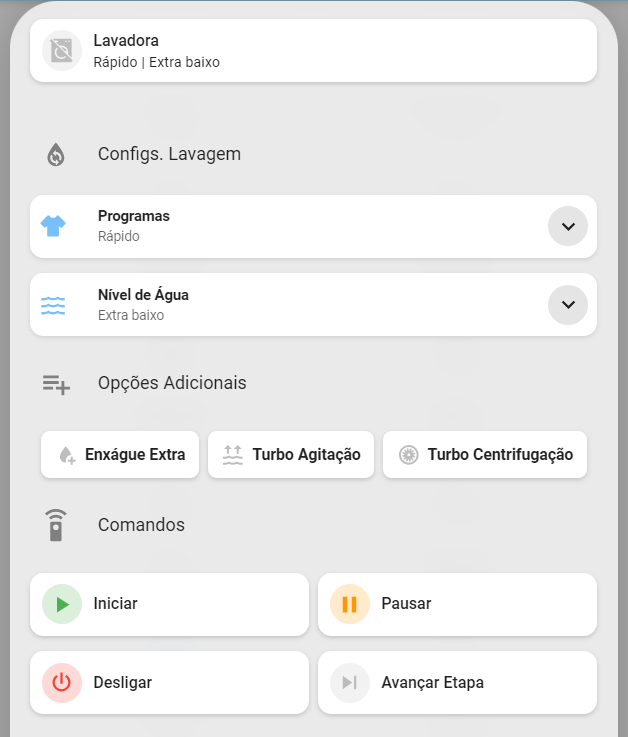 Lavadora
Rápido | Extra baixo
Configs. Lavagem
Programas
Rápido
Nível de Água
Extra baixo
Opções Adicionais
Enxágue Extra
Turbo Agitação
Turbo Centrifugação
Comandos
Iniciar
Pausar
Desligar
Avançar Etapa